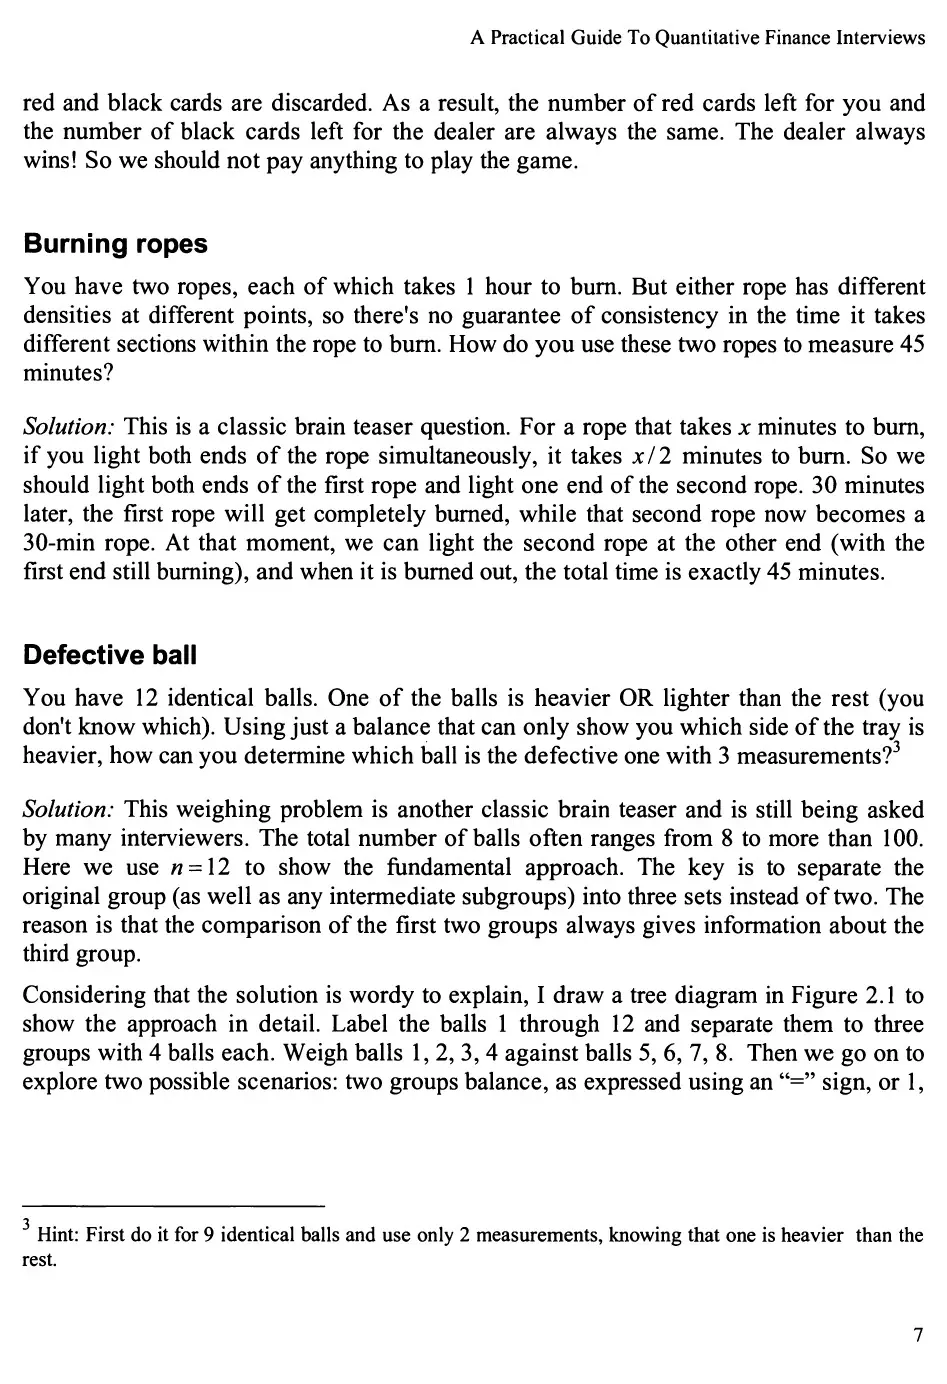 A Practical Guide To Quantitative Finance Interviews
red and black cards are discarded. As a result, the number of red cards left for you and
the number of black cards left for the dealer are always the same. The dealer always
wins! So we should not pay anything to play the game.
Burning ropes
You have two ropes, each of which takes 1 hour to burn. But either rope has different
densities at different points, so there's no guarantee of consistency in the time it takes
different sections within the rope to burn. How do you use these two ropes to measure 45
minutes?
Solution: This is a classic brain teaser question. For a rope that takes x minutes to burn,
if you light both ends of the rope simultaneously, it takes x/2 minutes to burn. So we
should light both ends of the first rope and light one end of the second rope. 30 minutes
later, the first rope will get completely burned, while that second rope now becomes a
30-min rope. At that moment, we can light the second rope at the other end (with the
first end still burning), and when it is burned out, the total time is exactly 45 minutes.
Defective ball
You have 12 identical balls. One of the balls is heavier OR lighter than the rest (you
don't know which). Using just a balance that can only show you which side of the tray is
heavier, how can you determine which ball is the defective one with 3 measurements?³
Solution: This weighing problem is another classic brain teaser and is still being asked
by many interviewers. The total number of balls often ranges from 8 to more than 100.
Here we use n=12 to show the fundamental approach. The key is to separate the
original group (as well as any intermediate subgroups) into three sets instead of two. The
reason is that the comparison of the first two groups always gives information about the
third group.
Considering that the solution is wordy to explain, I draw a tree diagram in Figure 2.1 to
show the approach in detail. Label the balls 1 through 12 and separate them to three
groups with 4 balls each. Weigh balls 1, 2, 3, 4 against balls 5, 6, 7, 8. Then we go on to
explore two possible scenarios: two groups balance, as expressed using an “=” sign, or 1,
³ Hint: First do it for 9 identical balls and use only 2 measurements, knowing that one is heavier than the
rest.
7